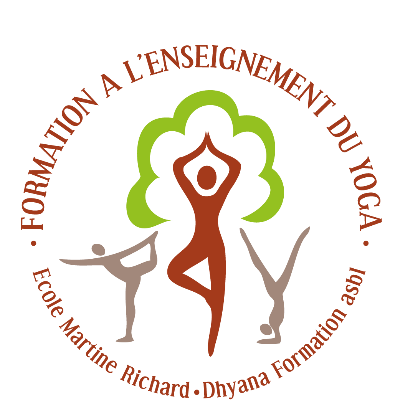 · FORMATION A L'ENSEIGNEMENT DU YOGA ·
Ecole Martine Richard • Dhyana Formation asbl